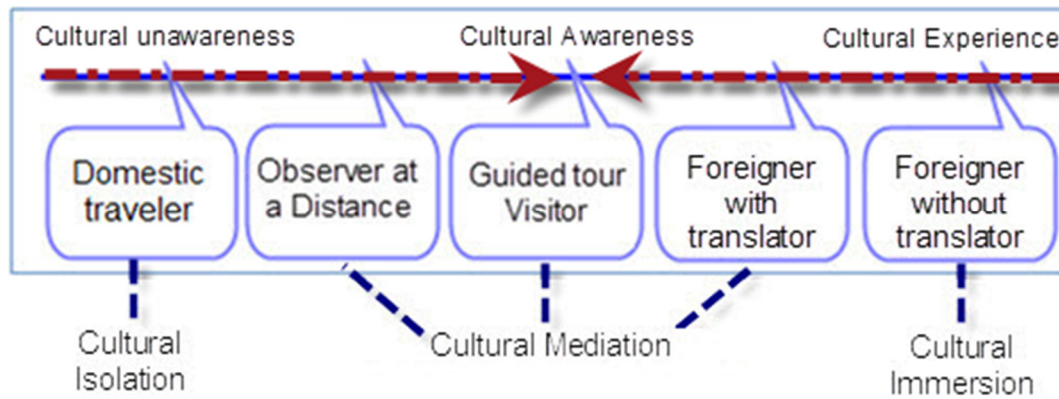 Cultural unawareness
Cultural Awareness
Cultural Experience
Domestic
traveler
Observer at
a Distance
Guided tour
Visitor
Foreigner
with
translator
Foreigner
without
translator
Cultural
Isolation
Cultural Mediation
Cultural
Immersion